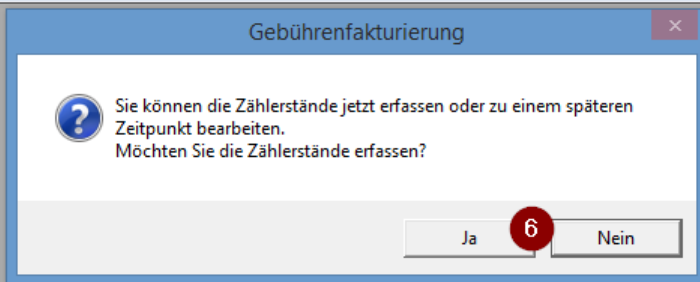 Gebührenfakturierung
Sie können die Zählerstände jetzt erfassen oder zu einem späteren
Zeitpunkt bearbeiten.
Möchten Sie die Zählerstände erfassen?
Ja 6 Nein